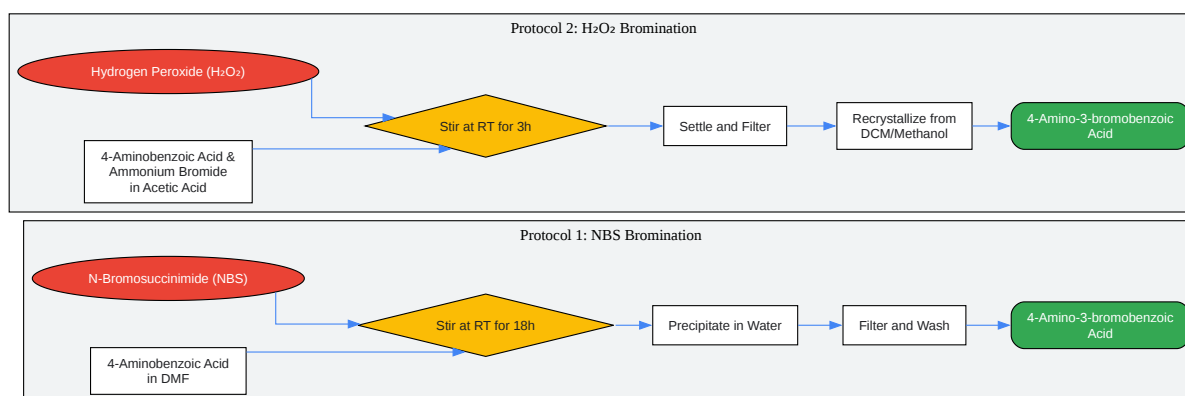 Protocol 2: H₂O₂ Bromination
Hydrogen Peroxide (H₂O₂)
4-Aminobenzoic Acid &
Ammonium Bromide
in Acetic Acid
Stir at RT for 3h
Settle and Filter
Recrystallize from
DCM/Methanol
4-Amino-3-bromobenzoic
Acid
Protocol 1: NBS Bromination
N-Bromosuccinimide (NBS)
4-Aminobenzoic Acid
in DMF
Stir at RT for 18h
Precipitate in Water
Filter and Wash
4-Amino-3-bromobenzoic
Acid